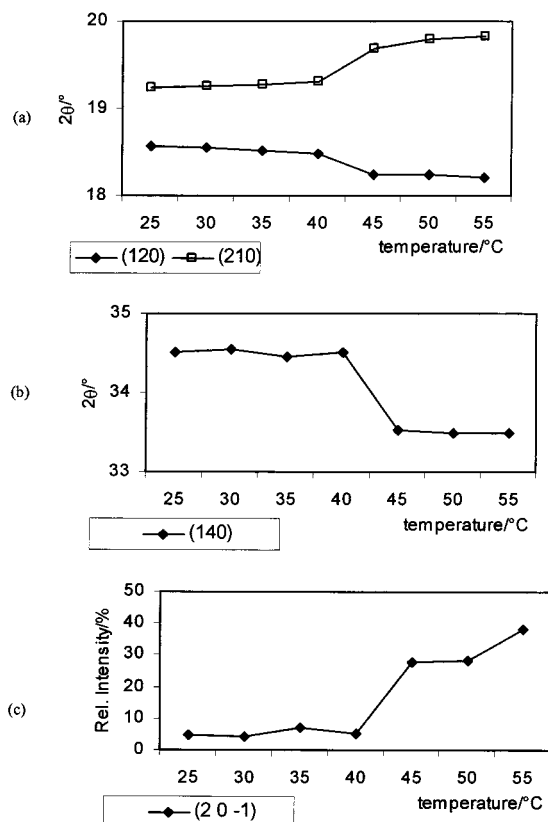 20
19
18
2θ/°
(a)
25 30 35 40 45 50 55
temperature/°C
(120) (210)
35
34
33
2θ/°
(b)
25 30 35 40 45 50 55
temperature/°C
(140)
50
40
30
20
10
0
Rel. Intensity/%
(c)
25 30 35 40 45 50 55
temperature/°C
(2 0 -1)